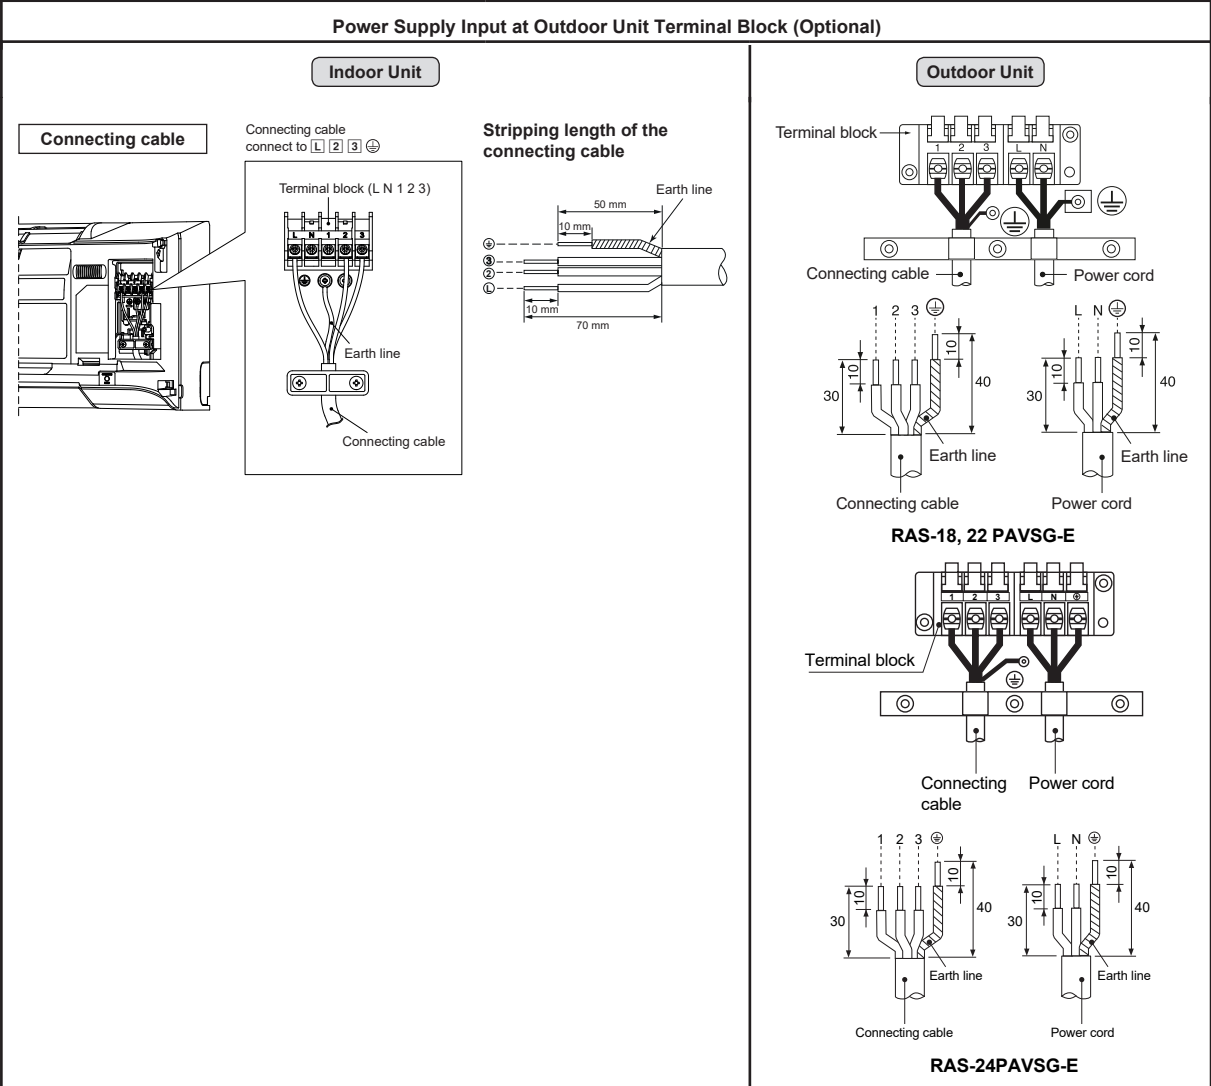 Power Supply Input at Outdoor Unit Terminal Block (Optional)
Indoor Unit
Connecting cable
Connecting cable
connect to L 2 3 ⏚
Terminal block (L N 1 2 3)
L N 1 2 3
⏚
Earth line
Connecting cable
Stripping length of the
connecting cable
Earth line
50 mm
10 mm
⏚
3
2
L
10 mm
70 mm
Outdoor Unit
Terminal block
1 2 3 L N
⏚
⏚
Connecting cable
Power cord
1 2 3 ⏚
10
10
30
40
Earth line
Connecting cable
L N ⏚
10
10
30
40
Earth line
Power cord
RAS-18, 22 PAVSG-E
1 2 3 L N ⏚
Terminal block
⏚
Connecting
cable
Power cord
1 2 3 ⏚
10
10
30
40
Earth line
Connecting cable
L N ⏚
10
10
30
40
Earth line
Power cord
RAS-24PAVSG-E